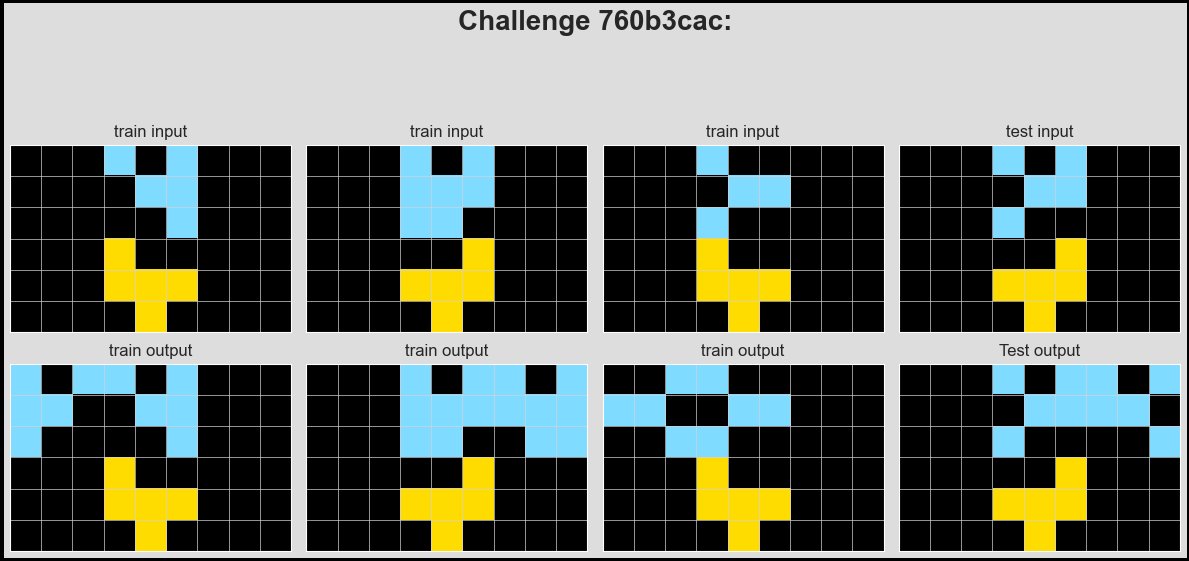 Challenge 760b3cac:
train input
train input
train input
test input
train output
train output
train output
Test output